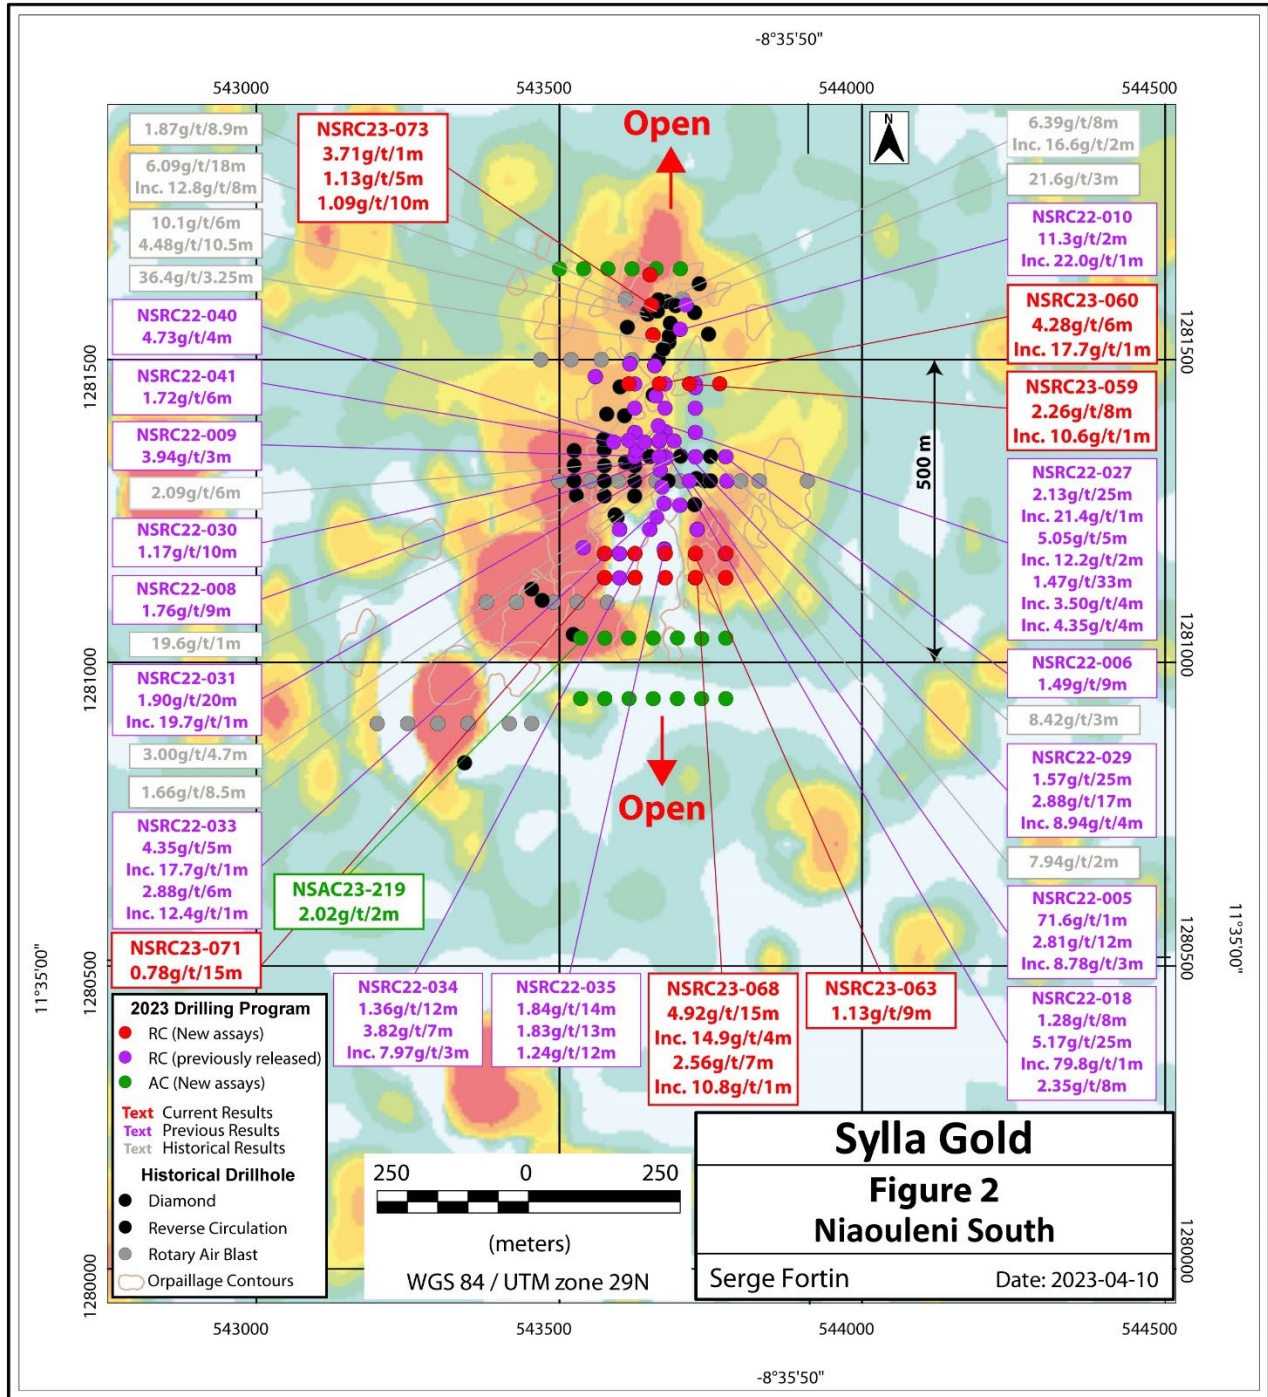 -8°35'50"
543000
543500
544000
544500
1.87g/t/8.9m
6.09g/t/18m
Inc. 12.8g/t/8m
10.1g/t/6m
4.48g/t/10.5m
36.4g/t/3.25m
NSRC22-040
4.73g/t/4m
NSRC22-041
1.72g/t/6m
NSRC22-009
3.94g/t/3m
2.09g/t/6m
NSRC22-030
1.17g/t/10m
NSRC22-008
1.76g/t/9m
19.6g/t/1m
NSRC22-031
1.90g/t/20m
Inc. 19.7g/t/1m
3.00g/t/4.7m
1.66g/t/8.5m
NSRC22-033
4.35g/t/5m
Inc. 17.7g/t/1m
2.88g/t/6m
Inc. 12.4g/t/1m
NSRC23-071
0.78g/t/15m
NSRC23-073
3.71g/t/1m
1.13g/t/5m
1.09g/t/10m
Open
N
6.39g/t/8m
Inc. 16.6g/t/2m
21.6g/t/3m
NSRC22-010
11.3g/t/2m
Inc. 22.0g/t/1m
NSRC23-060
4.28g/t/6m
Inc. 17.7g/t/1m
NSRC23-059
2.26g/t/8m
Inc. 10.6g/t/1m
NSRC22-027
2.13g/t/25m
Inc. 21.4g/t/1m
5.05g/t/5m
Inc. 12.2g/t/2m
1.47g/t/33m
Inc. 3.50g/t/4m
Inc. 4.35g/t/4m
NSRC22-006
1.49g/t/9m
8.42g/t/3m
NSRC22-029
1.57g/t/25m
2.88g/t/17m
Inc. 8.94g/t/4m
7.94g/t/2m
NSRC22-005
71.6g/t/1m
2.81g/t/12m
Inc. 8.78g/t/3m
NSRC22-018
1.28g/t/8m
5.17g/t/25m
Inc. 79.8g/t/1m
2.35g/t/8m
500 m
Open
NSAC23-219
2.02g/t/2m
NSRC22-034
1.36g/t/12m
3.82g/t/7m
Inc. 7.97g/t/3m
NSRC22-035
1.84g/t/14m
1.83g/t/13m
1.24g/t/12m
NSRC23-068
4.92g/t/15m
Inc. 14.9g/t/4m
2.56g/t/7m
Inc. 10.8g/t/1m
NSRC23-063
1.13g/t/9m
1281500
1281000
1280500
1280000
11°35'00"
1281500
1281000
1280500
1280000
11°35'00"
2023 Drilling Program
RC (New assays)
RC (previously released)
AC (New assays)
Text Current Results
Text Previous Results
Text Historical Results
Historical Drillhole
Diamond
Reverse Circulation
Rotary Air Blast
Orpaillage Contours
250 0 250
(meters)
WGS 84 / UTM zone 29N
Sylla Gold
Figure 2
Niaouleni South
Serge Fortin Date: 2023-04-10
543000
543500
544000
544500
-8°35'50"